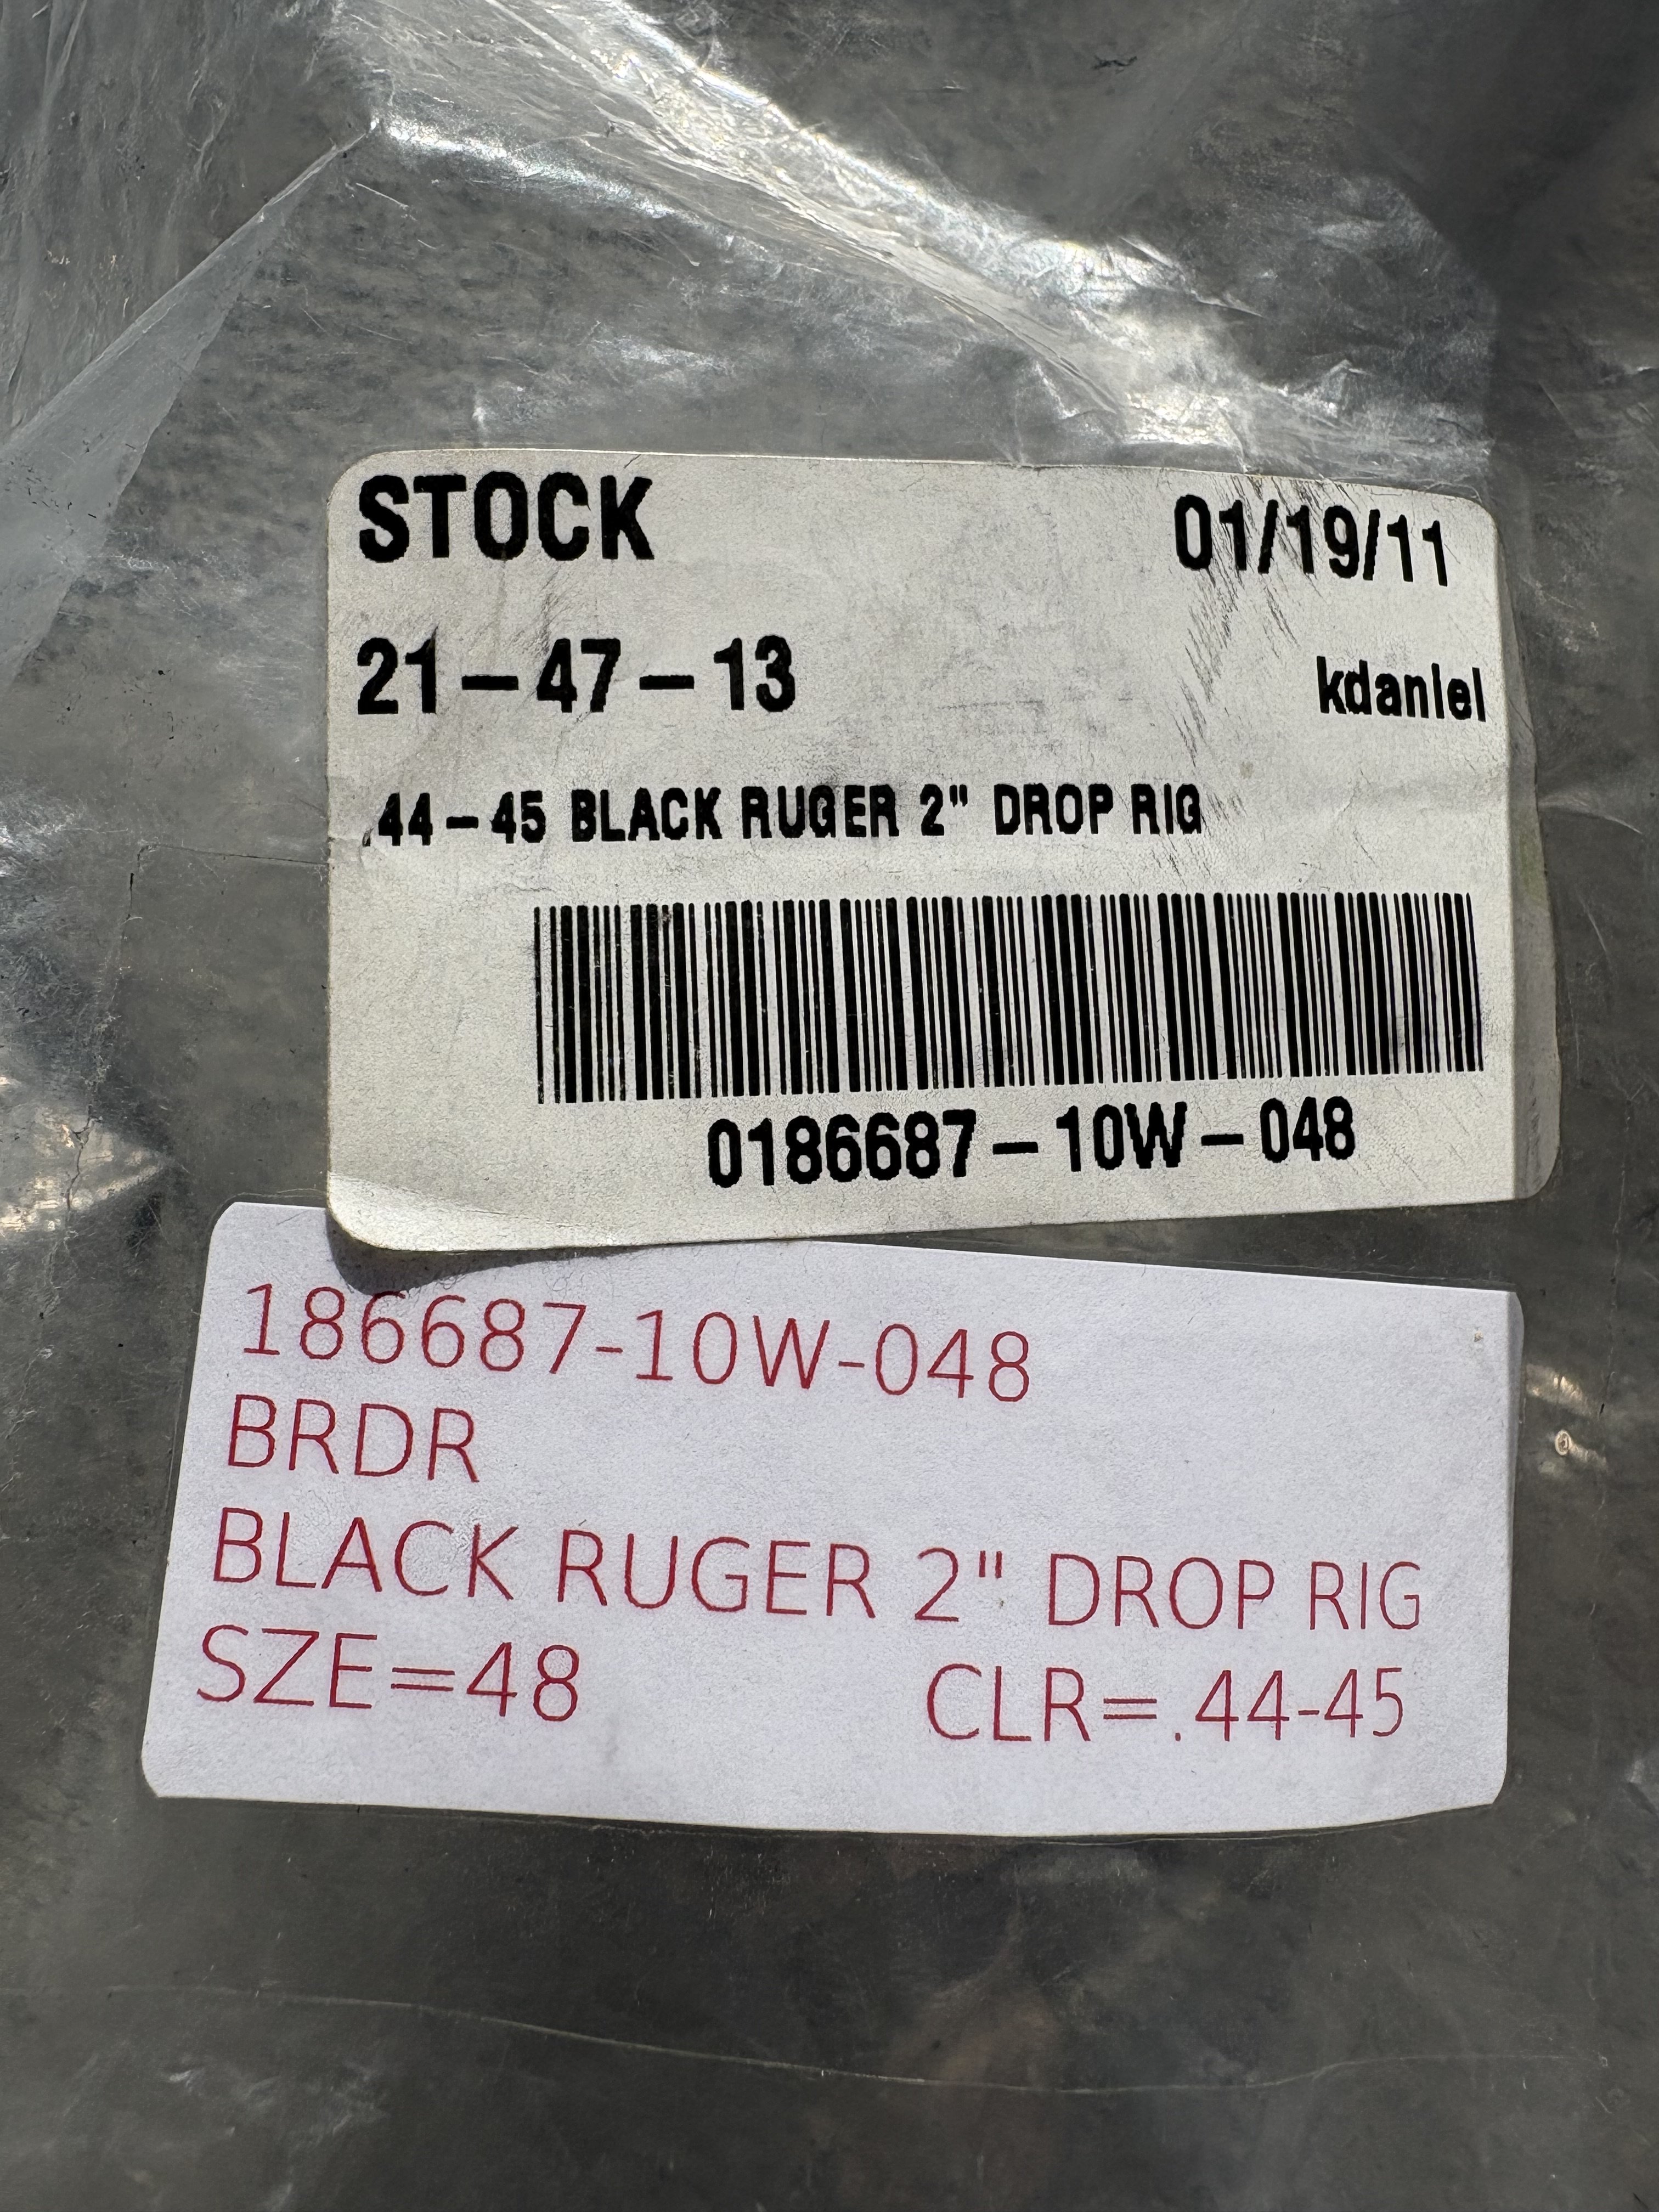 STOCK 01/19/11
21-47-13 kdaniel
.44-45 BLACK RUGER 2" DROP RIG
0186687-10W-048
186687-10W-048
BRDR
BLACK RUGER 2" DROP RIG
SZE=48 CLR=.44-45